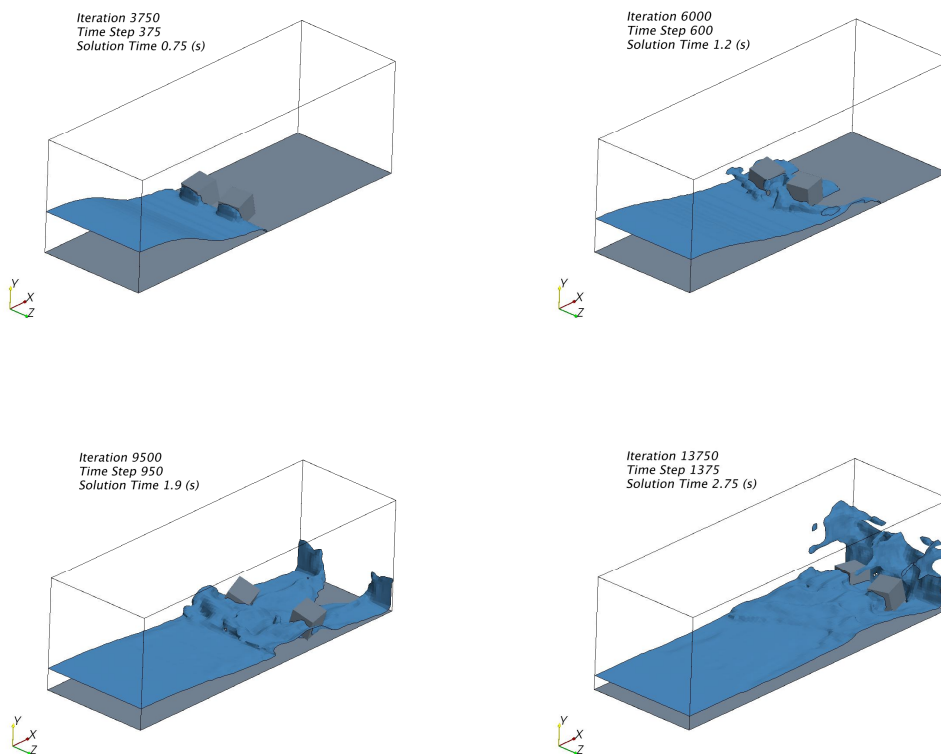 Iteration 3750
Time Step 375
Solution Time 0.75 (s)
Y
X
Z
Iteration 6000
Time Step 600
Solution Time 1.2 (s)
Y
X
Z
Iteration 9500
Time Step 950
Solution Time 1.9 (s)
Y
X
Z
Iteration 13750
Time Step 1375
Solution Time 2.75 (s)
Y
X
Z